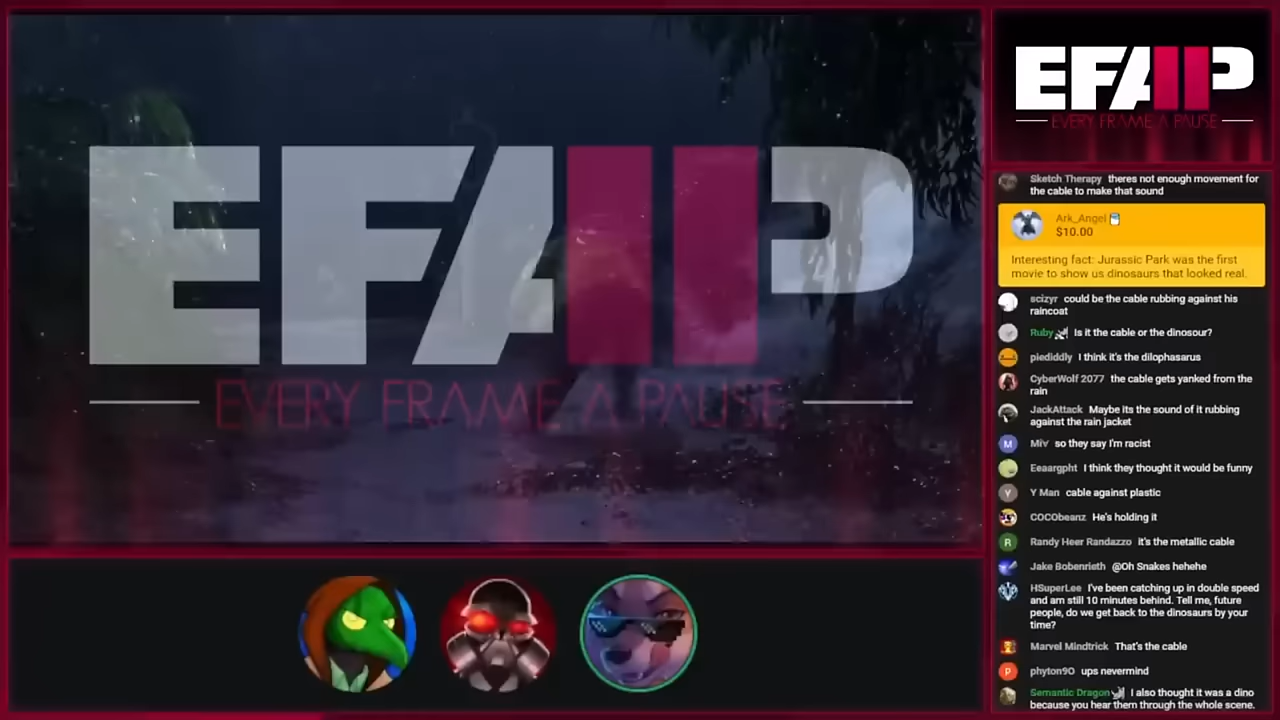 EFAP
EVERY FRAME A PAUSE
EFAP
EVERY FRAME A PAUSE
Sketch Therapy theres not enough movement for
the cable to make that sound
Ark_Angel
$10.00
Interesting fact: Jurassic Park was the first
movie to show us dinosaurs that looked real.
scizyr could be the cable rubbing against his
raincoat
Ruby Is it the cable or the dinosour?
piediddly I think it's the dilophasarus
CyberWolf 2077 the cable gets yanked from the
rain
JackAttack Maybe its the sound of it rubbing
against the rain jacket
M
MiV so they say I'm racist
Eeaargpht I think they thought it would be funny
Y
Y Man cable against plastic
COCObeanz He's holding it
R
Randy Heer Randazzo it's the metallic cable
Jake Bobenrieth @Oh Snakes hehehe
HSuperLee I've been catching up in double speed
and am still 10 minutes behind. Tell me, future
people, do we get back to the dinosaurs by your
time?
Marvel Mindtrick That's the cable
P
phyton90 ups nevermind
Semantic Dragon I also thought it was a dino
because you hear them through the whole scene.